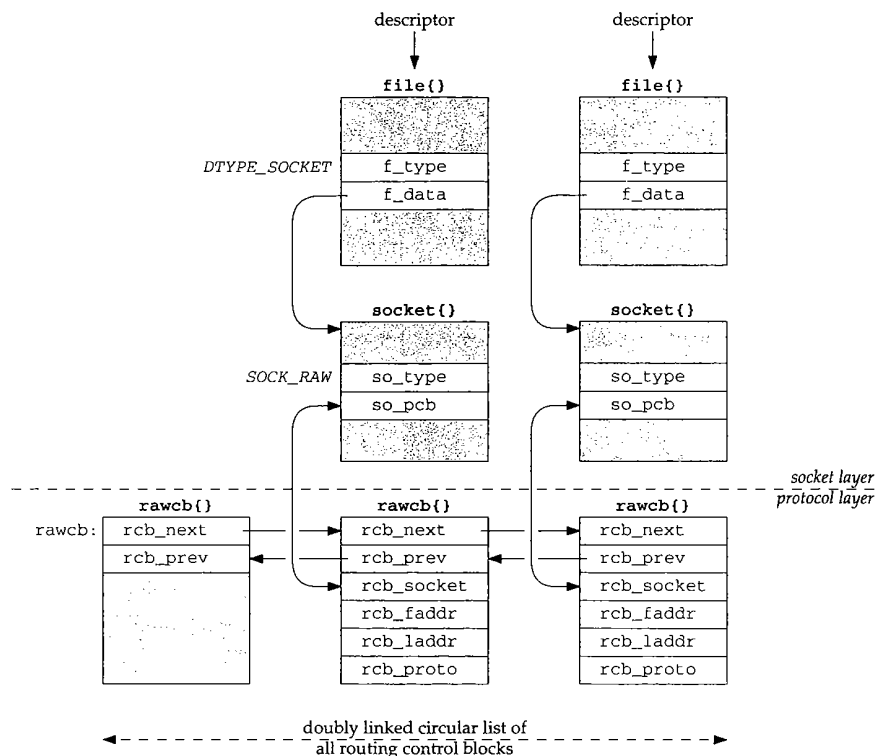 descriptor
descriptor
file{}
file{}
DTYPE_SOCKET
f_type
f_type
f_data
f_data
socket{}
socket{}
SOCK_RAW
so_type
so_type
so_pcb
so_pcb
socket layer
protocol layer
rawcb{}
rawcb{}
rawcb{}
rawcb:
rcb_next
rcb_next
rcb_next
rcb_prev
rcb_prev
rcb_prev
rcb_socket
rcb_socket
rcb_faddr
rcb_faddr
rcb_laddr
rcb_laddr
rcb_proto
rcb_proto
doubly linked circular list of
all routing control blocks